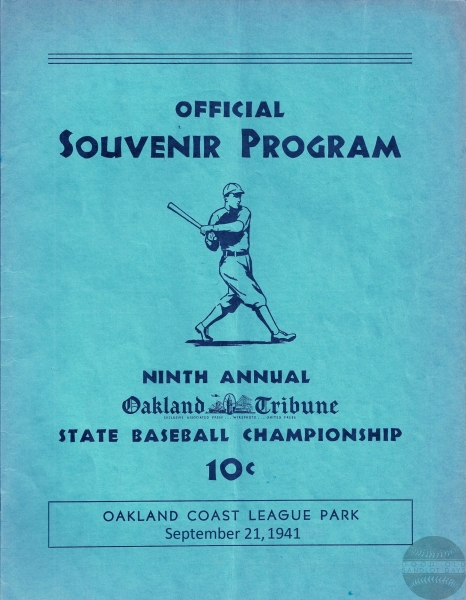 OFFICIAL
SOUVENIR PROGRAM
NINTH ANNUAL
Oakland Tribune
STATE BASEBALL CHAMPIONSHIP
10¢
OAKLAND COAST LEAGUE PARK
September 21, 1941